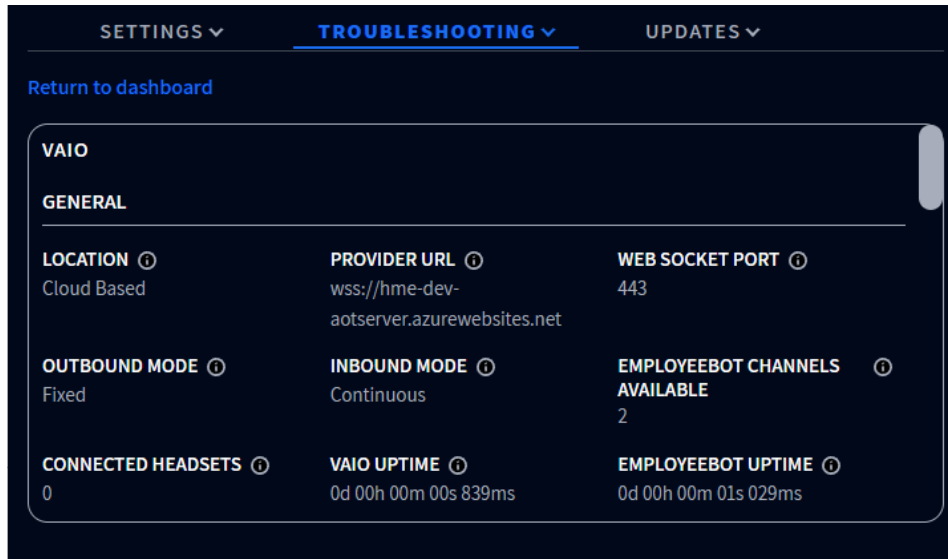 SETTINGS TROUBLESHOOTING UPDATES
Return to dashboard
VAIO
GENERAL
LOCATION PROVIDER URL WEB SOCKET PORT
Cloud Based wss://hme-dev- 443
aotserver.azurewebsites.net
OUTBOUND MODE INBOUND MODE EMPLOYEEBOT CHANNELS
Fixed Continuous AVAILABLE
2
CONNECTED HEADSETS VAIO UPTIME EMPLOYEEBOT UPTIME
0 0d 00h 00m 00s 839ms 0d 00h 00m 01s 029ms